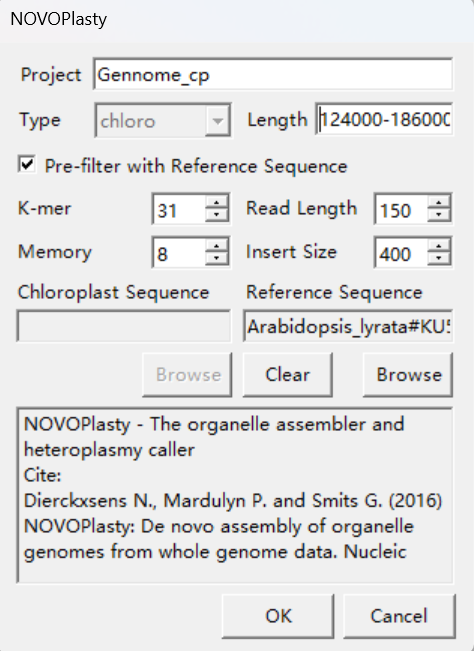 NOVOPlasty
Project Gennome_cp
Type chloro Length 124000-186000
Pre-filter with Reference Sequence
K-mer 31 Read Length 150
Memory 8 Insert Size 400
Chloroplast Sequence Reference Sequence
Arabidopsis_lyrata#KU5
Browse Clear Browse
NOVOPlasty - The organelle assembler and
heteroplasmy caller
Cite:
Dierckxsens N., Mardulyn P. and Smits G. (2016)
NOVOPlasty: De novo assembly of organelle
genomes from whole genome data. Nucleic
OK Cancel